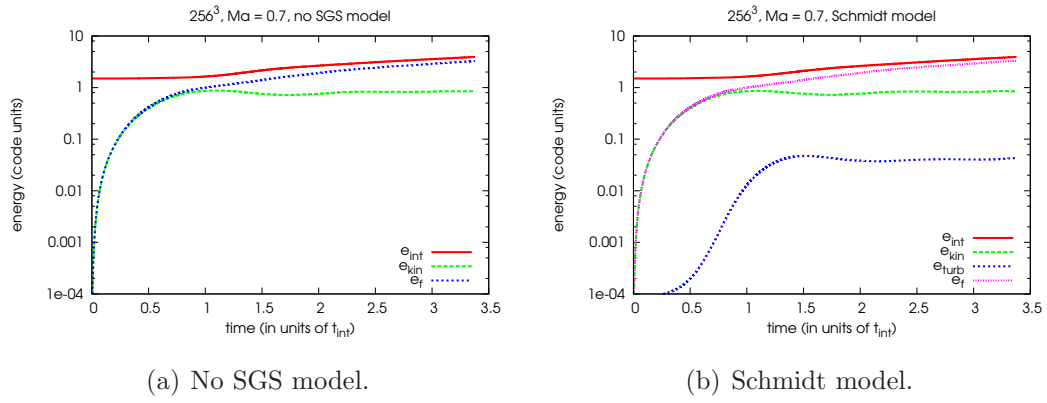 256³, Ma = 0.7, no SGS model
energy (code units)
10
1
0.1
0.01
0.001
1e-04
0
0.5
1
1.5
2
2.5
3
3.5
time (in units of t_int)
e_int
e_kin
e_f
(a) No SGS model.
256³, Ma = 0.7, Schmidt model
energy (code units)
10
1
0.1
0.01
0.001
1e-04
0
0.5
1
1.5
2
2.5
3
3.5
time (in units of t_int)
e_int
e_kin
e_turb
e_f
(b) Schmidt model.